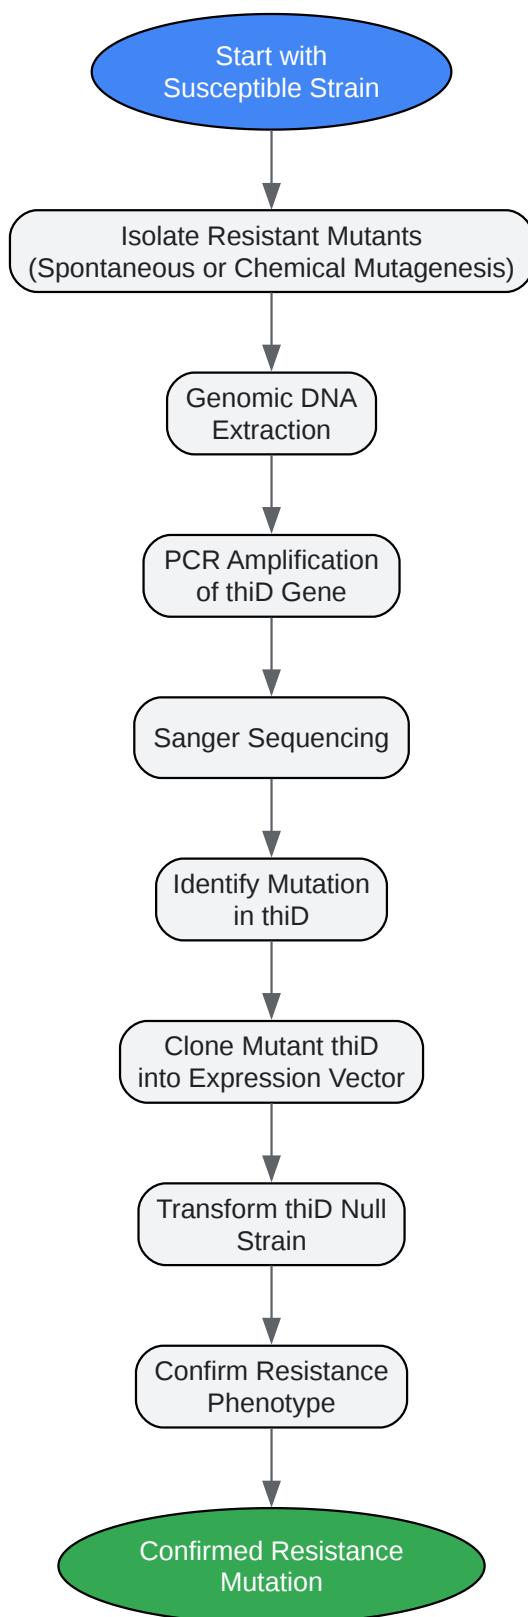 Start with
Susceptible Strain
Isolate Resistant Mutants
(Spontaneous or Chemical Mutagenesis)
Genomic DNA
Extraction
PCR Amplification
of thiD Gene
Sanger Sequencing
Identify Mutation
in thiD
Clone Mutant thiD
into Expression Vector
Transform thiD Null
Strain
Confirm Resistance
Phenotype
Confirmed Resistance
Mutation